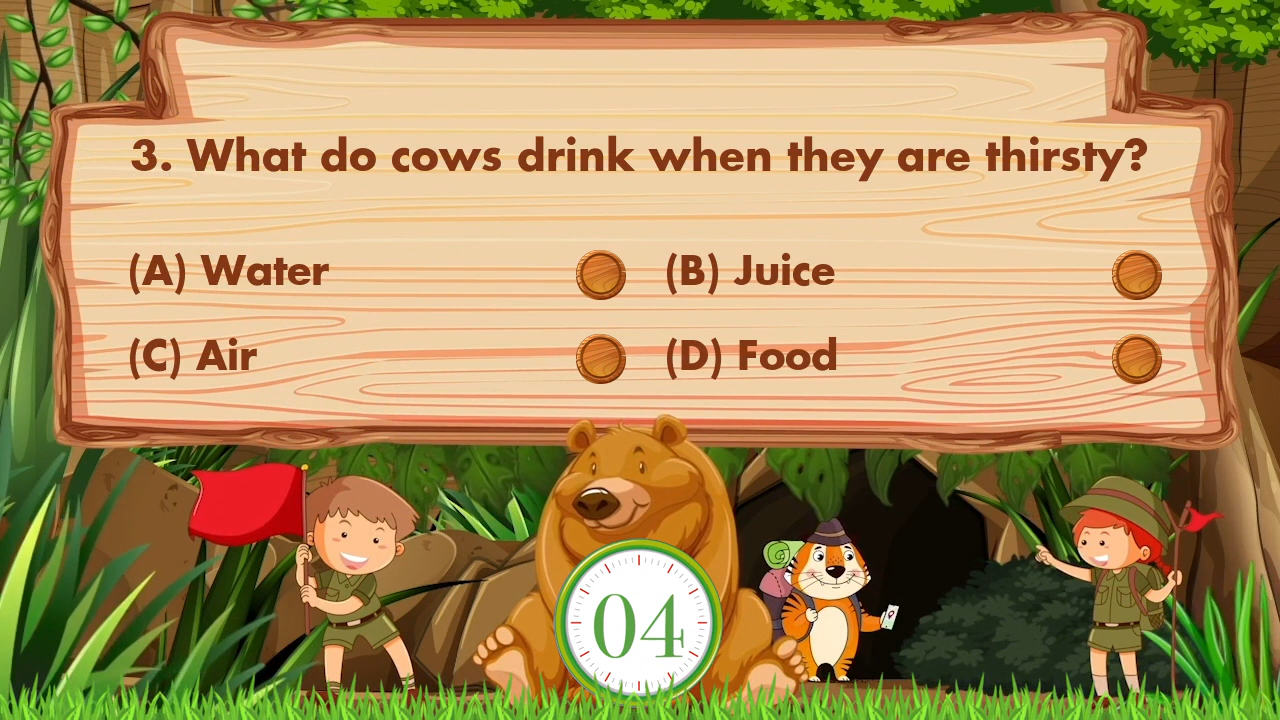 3. What do cows drink when they are thirsty?
(A) Water
(B) Juice
(C) Air
(D) Food
04